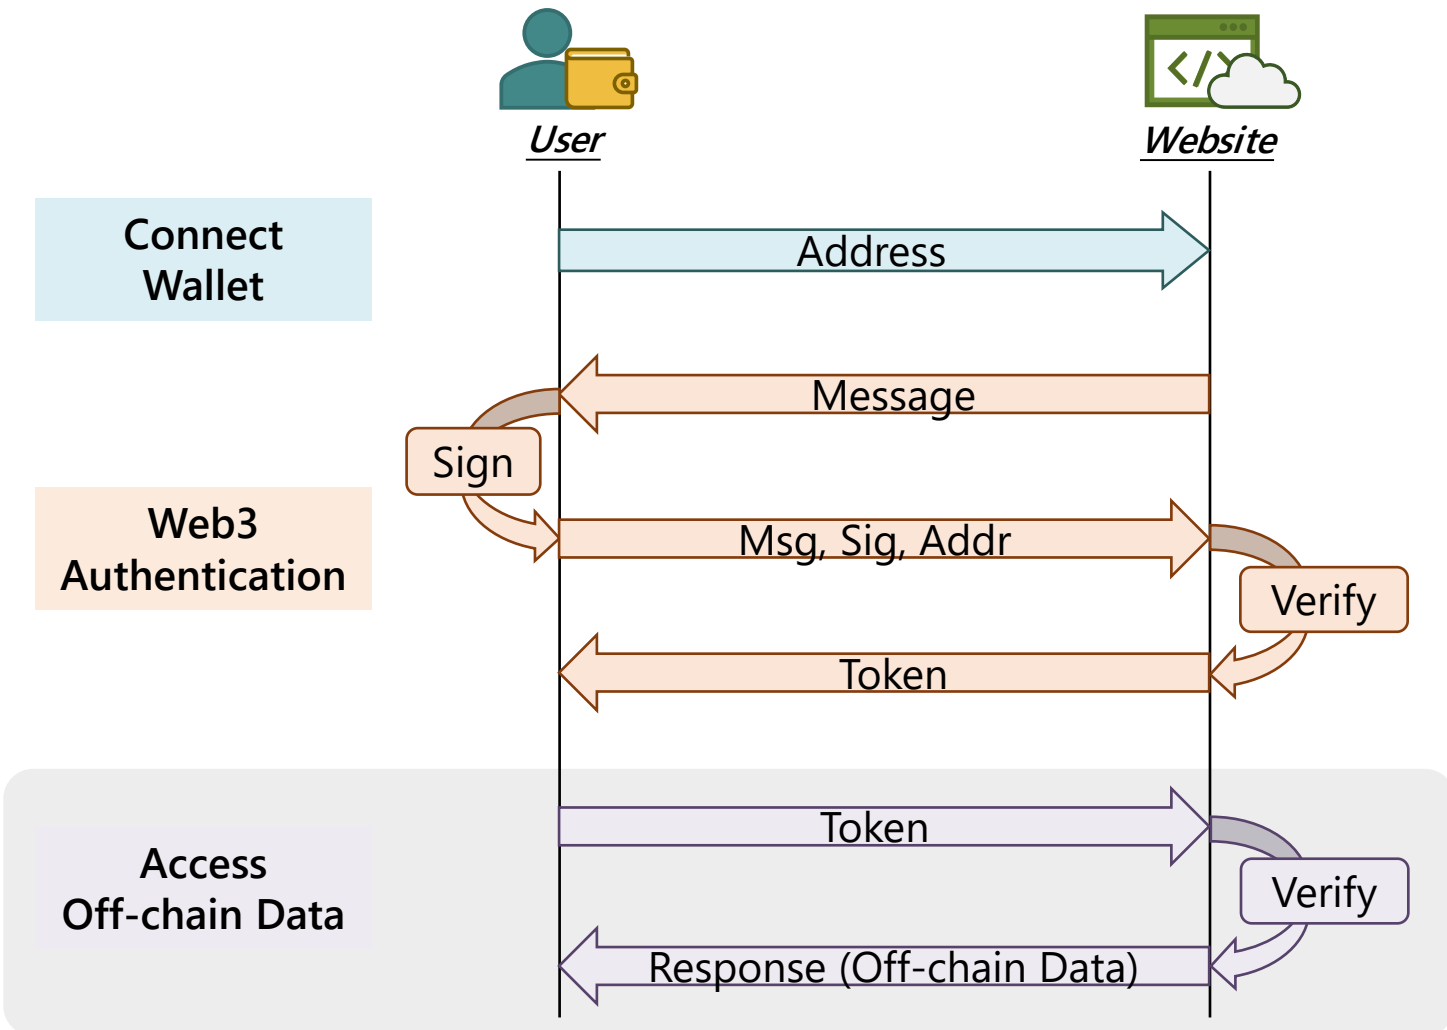 User
Website
</>
Connect
Wallet
Address
Message
Sign
Web3
Authentication
Msg, Sig, Addr
Verify
Token
Access
Off-chain Data
Token
Verify
Response (Off-chain Data)